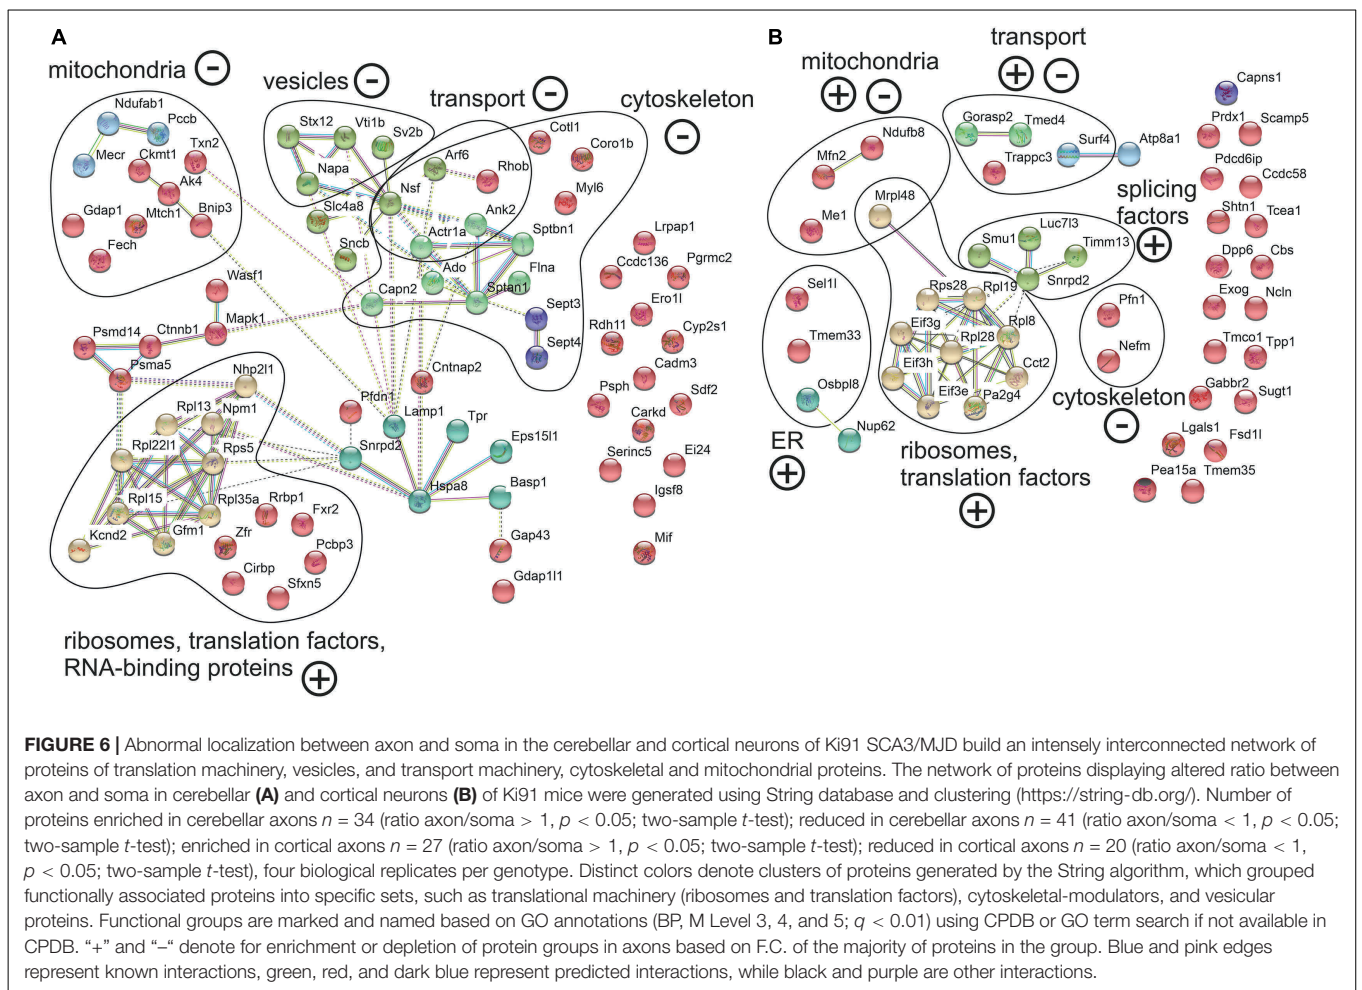 A
mitochondria −
vesicles −
transport −
cytoskeleton
−
Ndufab1
Pccb
Mecr
Ckmt1
Txn2
Ak4
Gdap1
Mtch1
Bnip3
Fech
Stx12
Vti1b
Sv2b
Napa
Nsf
Slc4a8
Sncb
Arf6
Rhob
Cotl1
Coro1b
Myl6
Ank2
Actr1a
Sptbn1
Ado
Flna
Capn2
Sptan1
Sept3
Sept4
Wasf1
Mapk1
Psmd14
Ctnnb1
Psma5
Cntnap2
Pfdn1
Lamp1
Snrpd2
Tpr
Eps15l1
Hspa8
Basp1
Gap43
Gdap1l1
Lrpap1
Ccdc136
Pgrmc2
Ero1l
Rdh11
Cyp2s1
Cadm3
Psph
Sdf2
Carkd
Serinc5
Ei24
Igsf8
Mif
Nhp2l1
Rpl13
Npm1
Rpl22l1
Rps5
Rpl15
Rpl35a
Rrbp1
Kcnd2
Gfm1
Zfr
Fxr2
Pcbp3
Cirbp
Sfxn5
ribosomes, translation factors,
RNA-binding proteins +
B
mitochondria
+ −
transport
+ −
Ndufb8
Mfn2
Mrpl48
Me1
Gorasp2
Tmed4
Surf4
Atp8a1
Trappc3
splicing
factors
+
Luc7l3
Smu1
Timm13
Snrpd2
Rps28
Rpl19
Eif3g
Rpl8
Rpl28
Eif3h
Cct2
Eif3e
Pa2g4
Pfn1
Nefm
cytoskeleton
−
Sel1l
Tmem33
Osbpl8
Nup62
ER
+
ribosomes,
translation factors
+
Capns1
Prdx1
Scamp5
Pdcd6ip
Ccdc58
Shtn1
Tcea1
Dpp6
Cbs
Exog
Ncln
Tmco1
Tpp1
Gabbr2
Sugt1
Lgals1
Fsd1l
Pea15a
Tmem35
FIGURE 6 | Abnormal localization between axon and soma in the cerebellar and cortical neurons of Ki91 SCA3/MJD build an intensely interconnected network of
proteins of translation machinery, vesicles, and transport machinery, cytoskeletal and mitochondrial proteins. The network of proteins displaying altered ratio between
axon and soma in cerebellar (A) and cortical neurons (B) of Ki91 mice were generated using String database and clustering (https://string-db.org/). Number of
proteins enriched in cerebellar axons n = 34 (ratio axon/soma > 1, p < 0.05; two-sample t-test); reduced in cerebellar axons n = 41 (ratio axon/soma < 1, p < 0.05;
two-sample t-test); enriched in cortical axons n = 27 (ratio axon/soma > 1, p < 0.05; two-sample t-test); reduced in cortical axons n = 20 (ratio axon/soma < 1,
p < 0.05; two-sample t-test), four biological replicates per genotype. Distinct colors denote clusters of proteins generated by the String algorithm, which grouped
functionally associated proteins into specific sets, such as translational machinery (ribosomes and translation factors), cytoskeletal-modulators, and vesicular
proteins. Functional groups are marked and named based on GO annotations (BP, M Level 3, 4, and 5; q < 0.01) using CPDB or GO term search if not available in
CPDB. “+” and “–“ denote for enrichment or depletion of protein groups in axons based on F.C. of the majority of proteins in the group. Blue and pink edges
represent known interactions, green, red, and dark blue represent predicted interactions, while black and purple are other interactions.